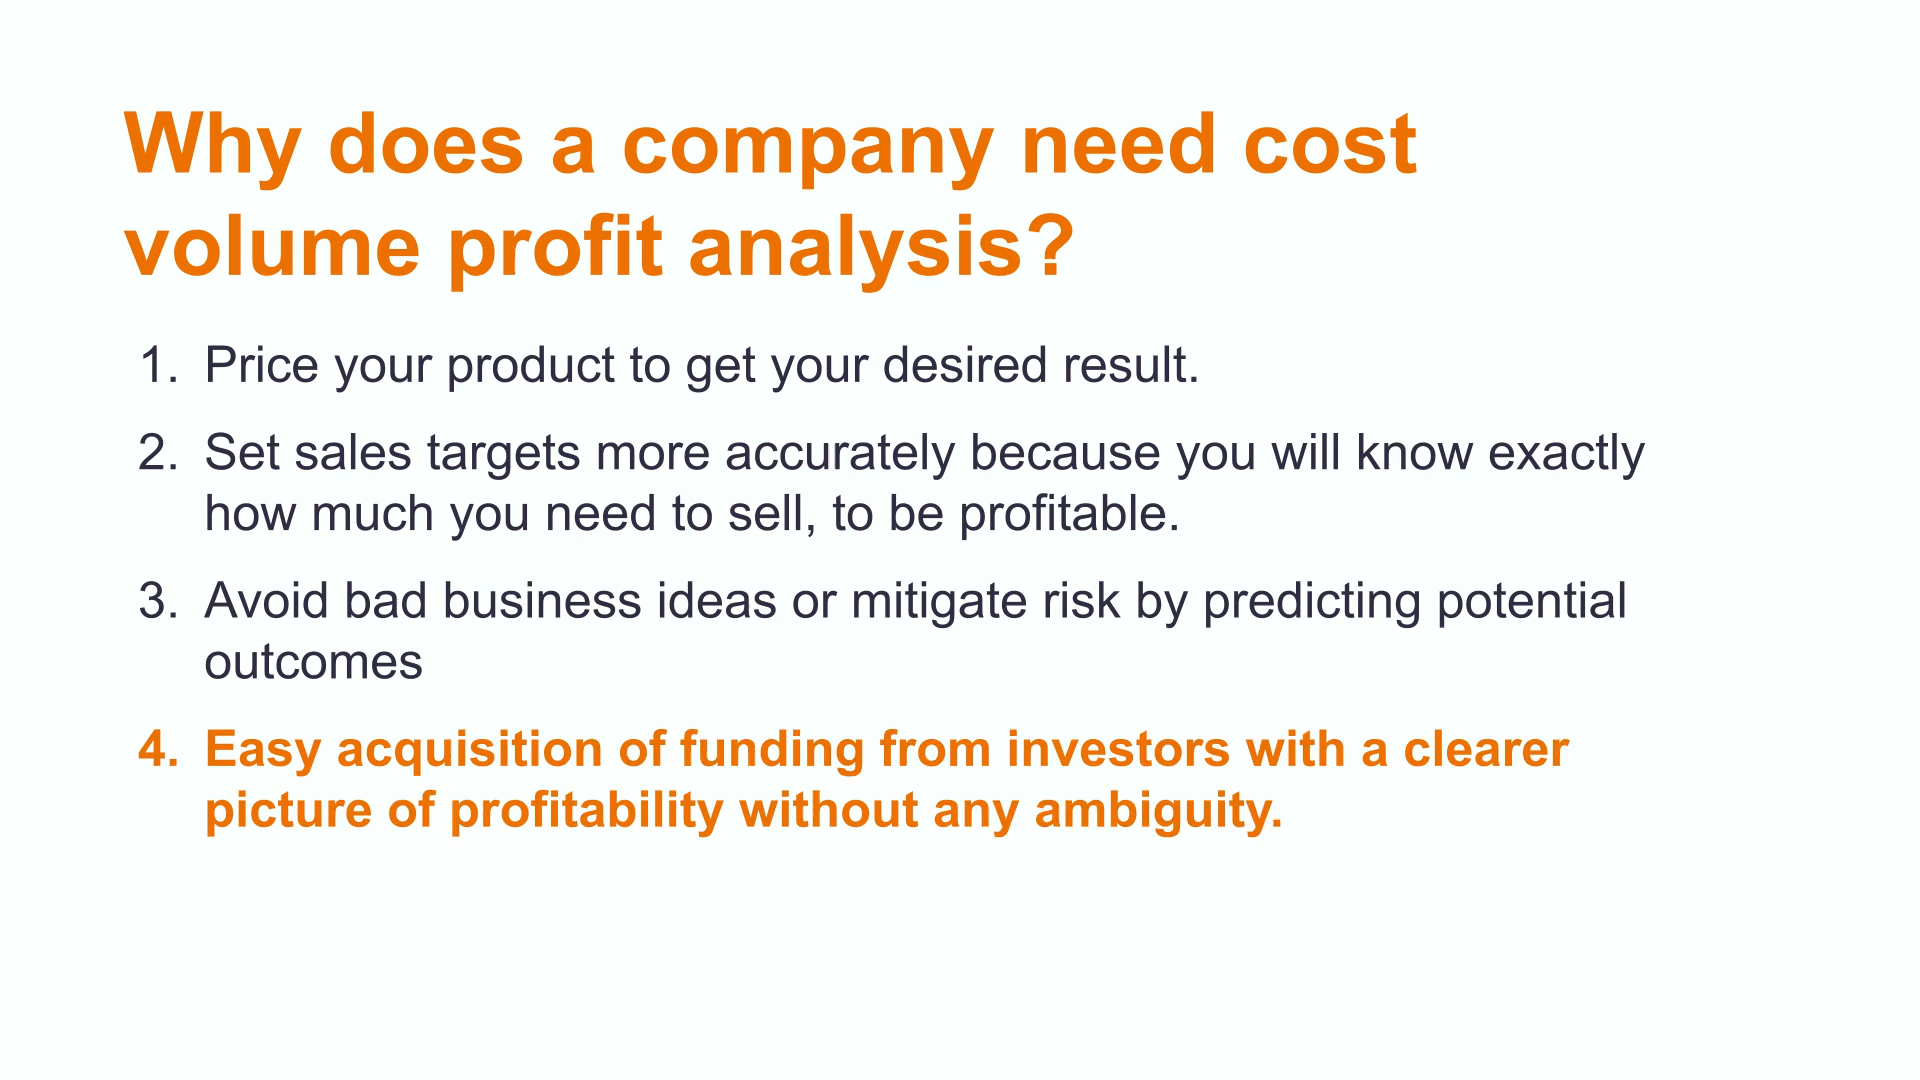 Why does a company need cost
volume profit analysis?
1. Price your product to get your desired result.
2. Set sales targets more accurately because you will know exactly
how much you need to sell, to be profitable.
3. Avoid bad business ideas or mitigate risk by predicting potential
outcomes
4. Easy acquisition of funding from investors with a clearer
picture of profitability without any ambiguity.